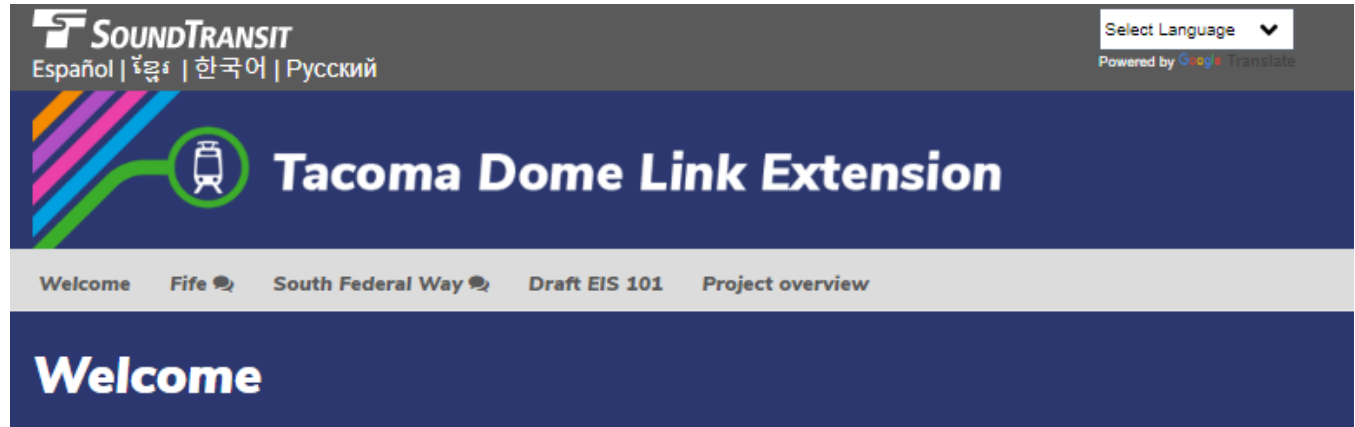 SOUNDTRANSIT
Select Language
Español | ខ្មែរ | 한국어 | Русский
Powered by Google Translate
Tacoma Dome Link Extension
Welcome Fife South Federal Way Draft EIS 101 Project overview
Welcome